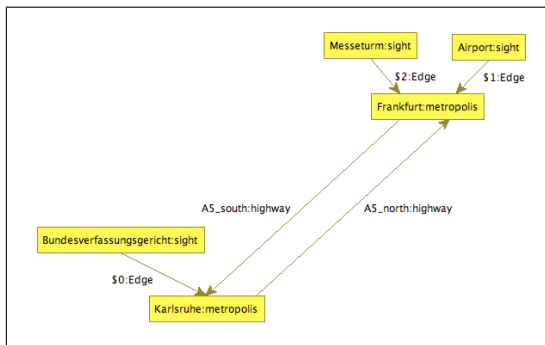 Messeturm:sight
Airport:sight
$2:Edge
$1:Edge
Frankfurt:metropolis
A5_south:highway
A5_north:highway
Bundesverfassungsgericht:sight
$0:Edge
Karlsruhe:metropolis